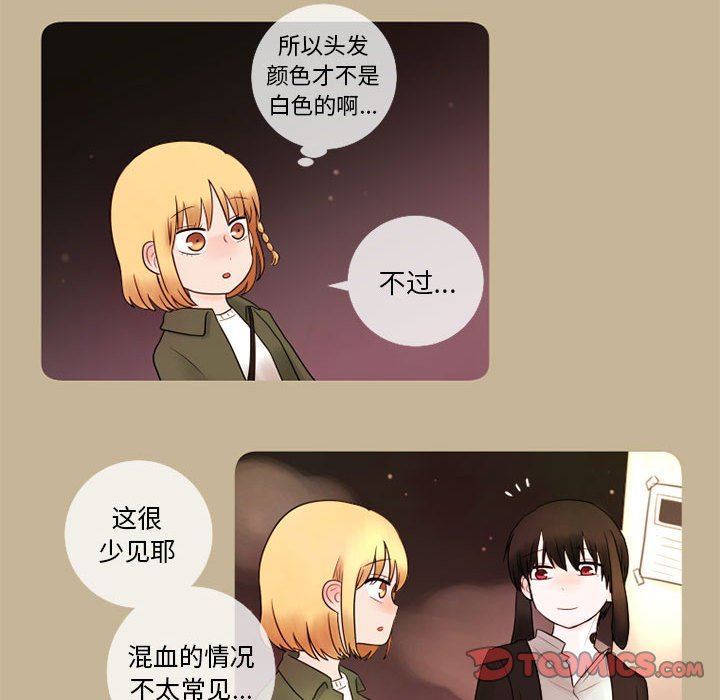 所以头发
颜色才不是
白色的啊...
不过...
这很
少见耶
混血的情况
不太常见...
TOOMICS.COM